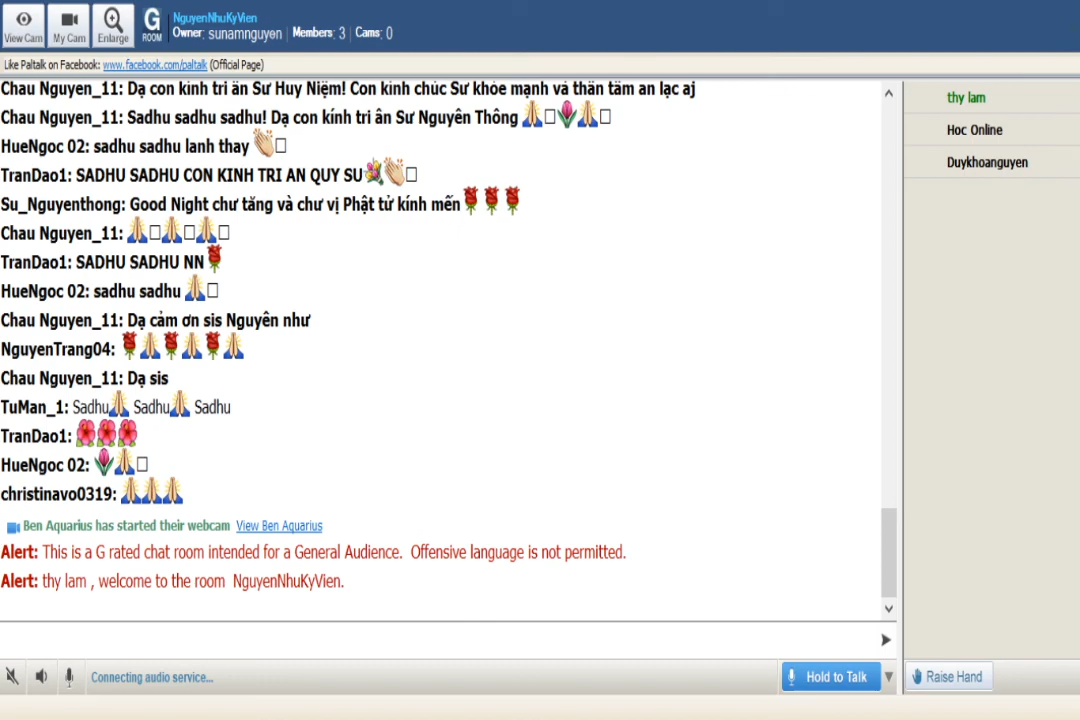 View Cam
My Cam
Enlarge
G
ROOM
NguyenNhuKyVien
Owner: sunamnguyen Members: 3 Cams: 0
Like Paltalk on Facebook: www.facebook.com/paltalk (Official Page)
Chau Nguyen_11: Dạ con kính tri ân Sư Huy Niệm! Con kính chúc Sư khỏe mạnh và thân tâm an lạc aj
Chau Nguyen_11: Sadhu sadhu sadhu! Dạ con kính tri ân Sư Nguyên Thông 🙏🌷🙏
HueNgoc 02: sadhu sadhu lanh thay 👏
TranDao1: SADHU SADHU CON KINH TRI AN QUY SU💐👏
Su_Nguyenthong: Good Night chư tăng và chư vị Phật tử kính mến🌹🌹🌹
Chau Nguyen_11: 🙏🙏🙏
TranDao1: SADHU SADHU NN🌹
HueNgoc 02: sadhu sadhu 🙏
Chau Nguyen_11: Dạ cảm ơn sis Nguyên như
NguyenTrang04: 🌹🙏🌹🙏🌹🙏
Chau Nguyen_11: Dạ sis
TuMan_1: Sadhu🙏 Sadhu🙏 Sadhu
TranDao1: 🌺🌺🌺
HueNgoc 02: 🌷🙏
christinavo0319: 🙏🙏🙏
Ben Aquarius has started their webcam View Ben Aquarius
Alert: This is a G rated chat room intended for a General Audience. Offensive language is not permitted.
Alert: thy lam , welcome to the room NguyenNhuKyVien.
thy lam
Hoc Online
Duykhoanguyen
Connecting audio service...
Hold to Talk
Raise Hand